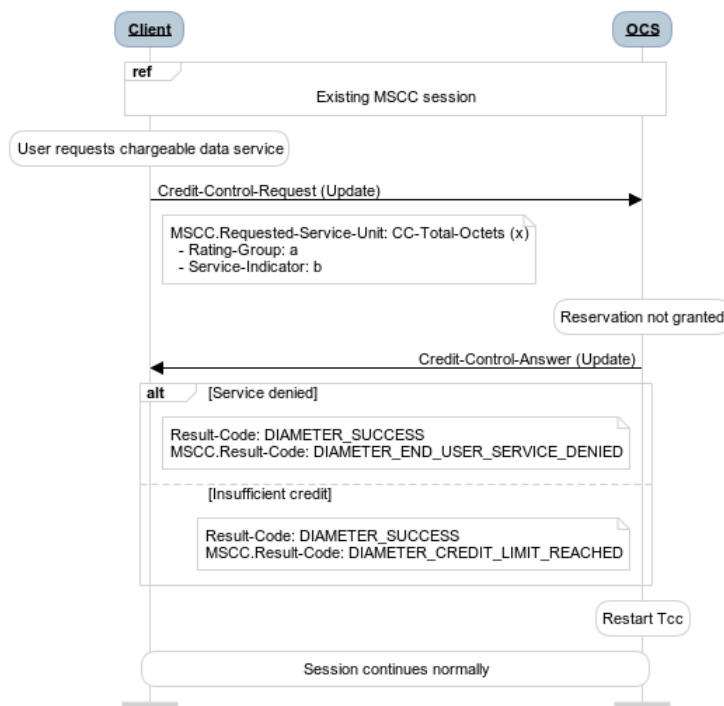 Client
OCS
ref
Existing MSCC session
User requests chargeable data service
Credit-Control-Request (Update)
MSCC.Requested-Service-Unit: CC-Total-Octets (x)
- Rating-Group: a
- Service-Indicator: b
Reservation not granted
Credit-Control-Answer (Update)
alt
[Service denied]
Result-Code: DIAMETER_SUCCESS
MSCC.Result-Code: DIAMETER_END_USER_SERVICE_DENIED
[Insufficient credit]
Result-Code: DIAMETER_SUCCESS
MSCC.Result-Code: DIAMETER_CREDIT_LIMIT_REACHED
Restart Tcc
Session continues normally